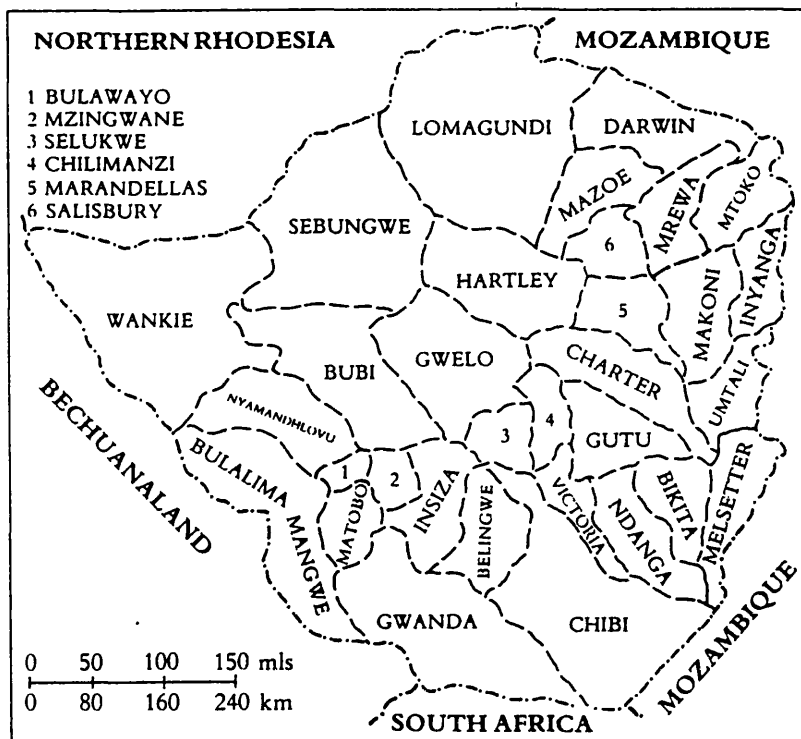 NORTHERN RHODESIA
MOZAMBIQUE
1 BULAWAYO
2 MZINGWANE
3 SELUKWE
4 CHILIMANZI
5 MARANDELLAS
6 SALISBURY
LOMAGUNDI
DARWIN
MAZOE
MREWA
MTOKO
SEBUNGWE
6
HARTLEY
5
MAKONI
INYANGA
WANKIE
BUBI
GWELO
CHARTER
UMTALI
NYAMANDHLOVU
BECHUANALAND
BULALIMA
MANGWE
1
2
3
4
GUTU
MATOBO
INSIZA
BELINGWE
VICTORIA
NDANGA
BIKITA
MELSETTER
GWANDA
CHIBI
MOZAMBIQUE
0 50 100 150 mls
0 80 160 240 km
SOUTH AFRICA